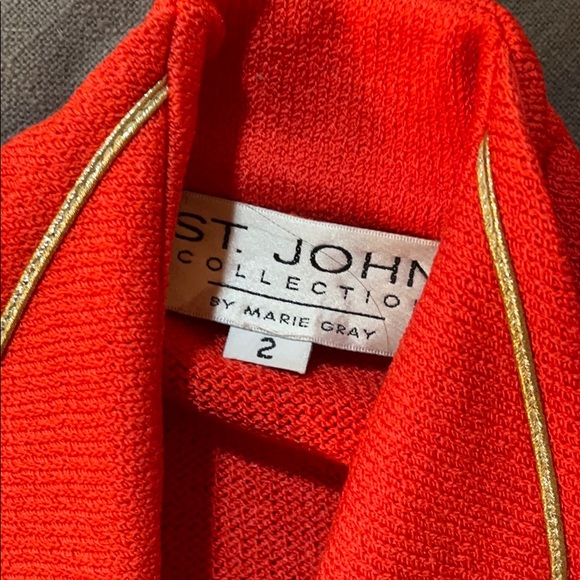 ST. JOHN
COLLECTIO
BY MARIE GRAY
2